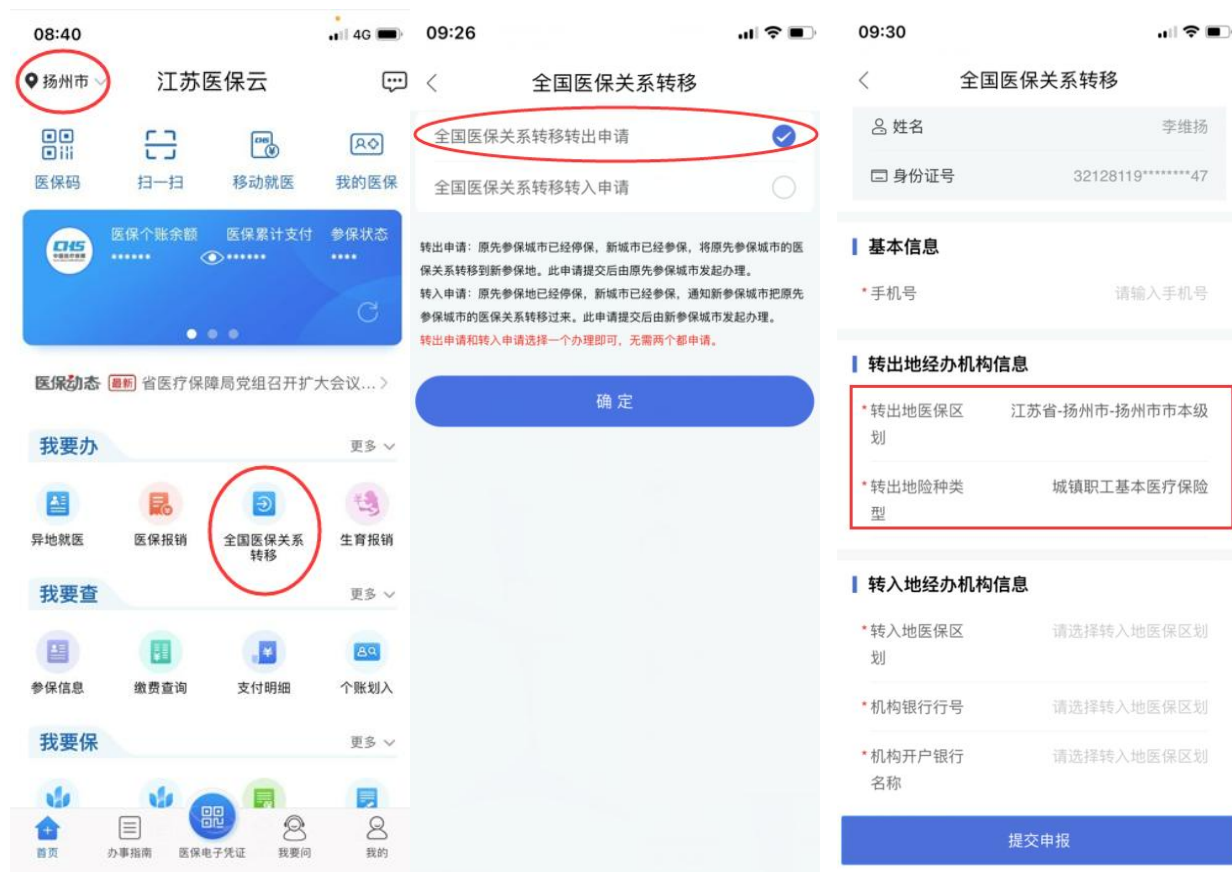 08:40
4G
扬州市
江苏医保云
医保码
扫一扫
移动就医
我的医保
医保个账余额
医保累计支付
参保状态
******
******
****
医保动态
最新
省医疗保障局党组召开扩大会议...
我要办
更多
异地就医
医保报销
全国医保关系
转移
生育报销
我要查
更多
参保信息
缴费查询
支付明细
个账划入
我要保
更多
首页
办事指南
医保电子凭证
我要问
我的
09:26
全国医保关系转移
全国医保关系转移转出申请
全国医保关系转移转入申请
转出申请：原先参保城市已经停保，新城市已经参保，将原先参保城市的医
保关系转移到新参保地。此申请提交后由原先参保城市发起办理。
转入申请：原先参保地已经停保，新城市已经参保，通知新参保城市把原先
参保城市的医保关系转移过来。此申请提交后由新参保城市发起办理。
转出申请和转入申请选择一个办理即可，无需两个都申请。
确定
09:30
全国医保关系转移
姓名
李维扬
身份证号
32128119********47
基本信息
*手机号
请输入手机号
转出地经办机构信息
*转出地医保区
划
江苏省-扬州市-扬州市市本级
*转出地险种类
型
城镇职工基本医疗保险
转入地经办机构信息
*转入地医保区
划
请选择转入地医保区划
*机构银行行号
请选择转入地医保区划
*机构开户银行
名称
请选择转入地医保区划
提交申报